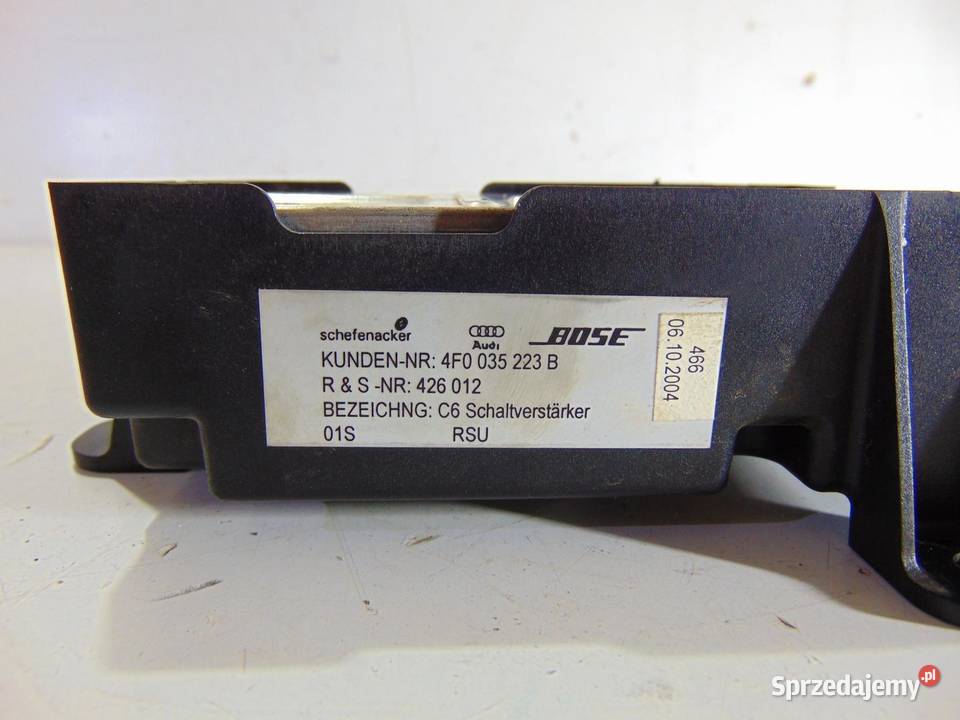 schefenacker
Audi
BOSE
KUNDEN-NR: 4F0 035 223 B
R & S -NR: 426 012
BEZEICHNG: C6 Schaltverstärker
01S RSU
466
06.10.2004
Sprzedajemy.pl